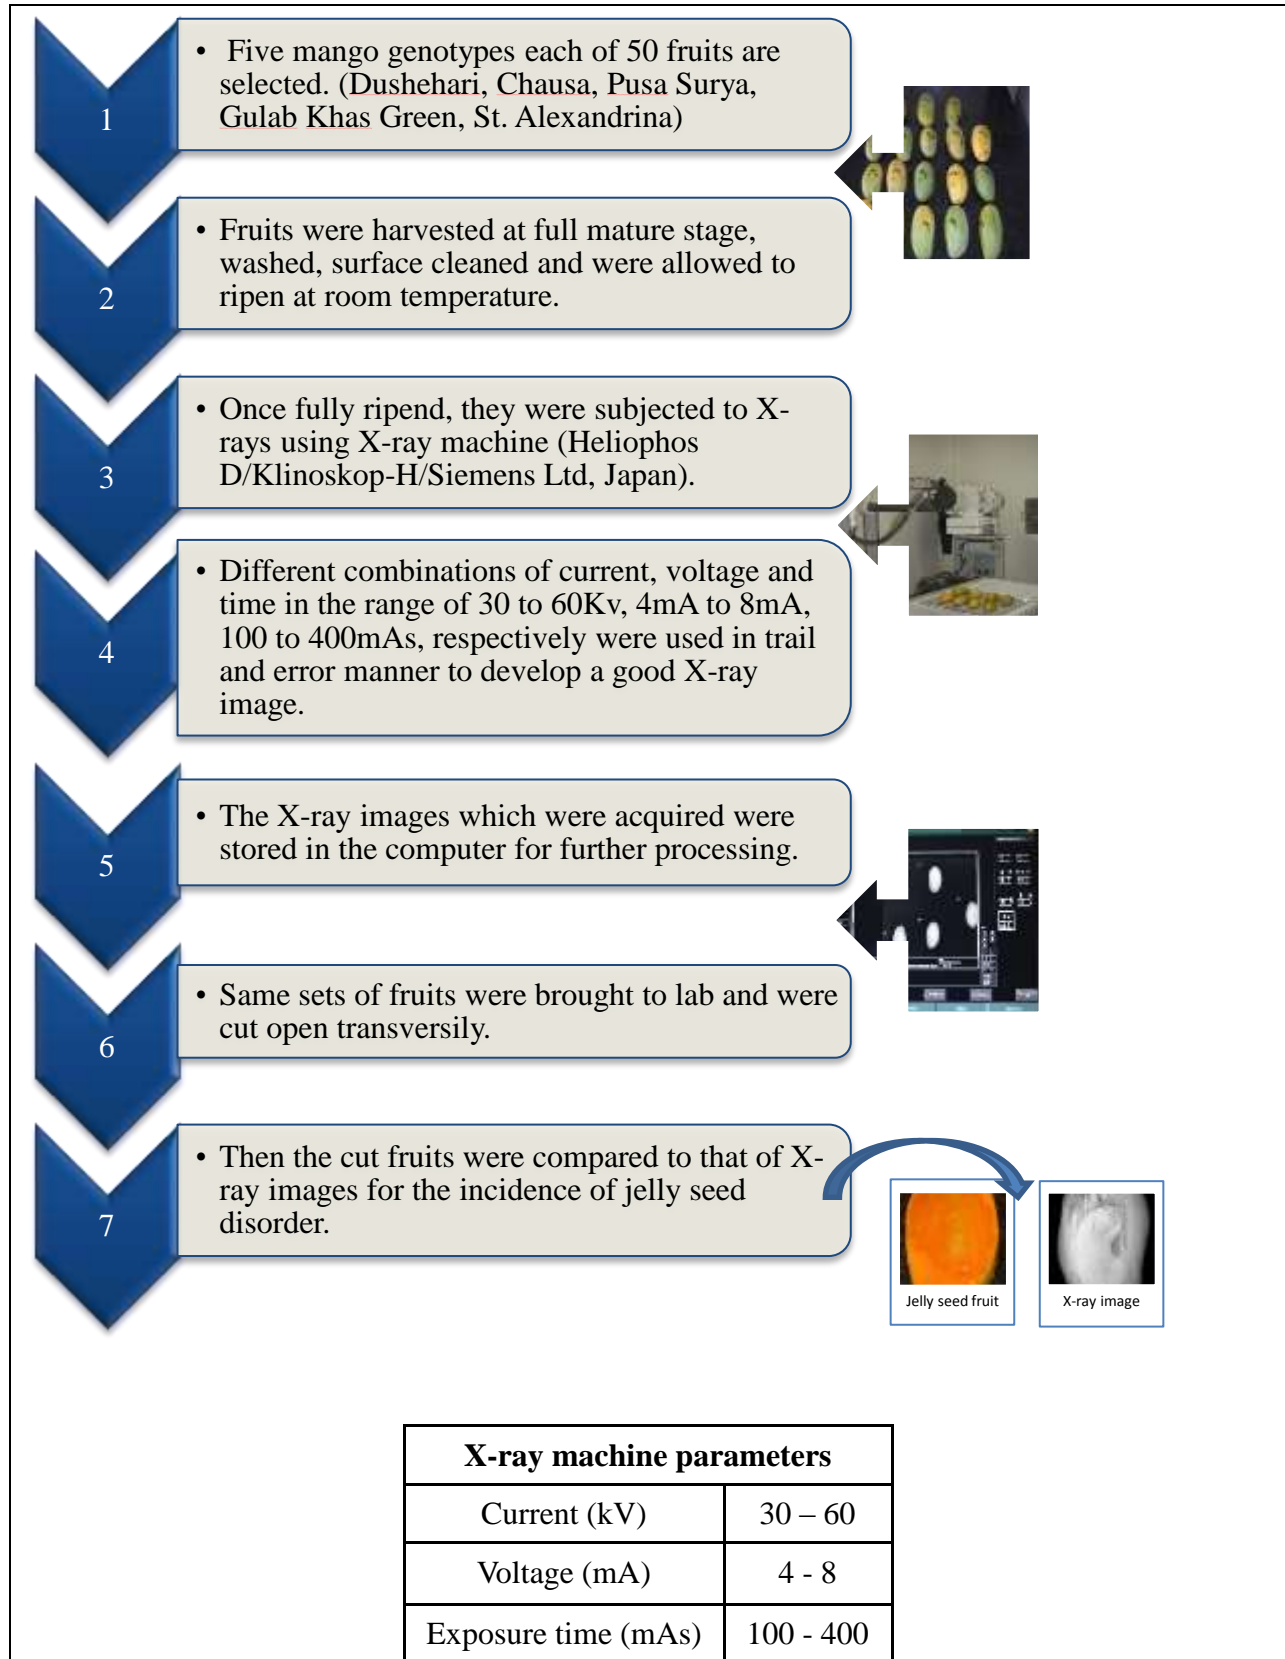 1
• Five mango genotypes each of 50 fruits are
selected. (Dushehari, Chausa, Pusa Surya,
Gulab Khas Green, St. Alexandrina)
2
• Fruits were harvested at full mature stage,
washed, surface cleaned and were allowed to
ripen at room temperature.
3
• Once fully ripend, they were subjected to X-
rays using X-ray machine (Heliophos
D/Klinoskop-H/Siemens Ltd, Japan).
4
• Different combinations of current, voltage and
time in the range of 30 to 60Kv, 4mA to 8mA,
100 to 400mAs, respectively were used in trail
and error manner to develop a good X-ray
image.
5
• The X-ray images which were acquired were
stored in the computer for further processing.
6
• Same sets of fruits were brought to lab and were
cut open transversily.
7
• Then the cut fruits were compared to that of X-
ray images for the incidence of jelly seed
disorder.
Jelly seed fruit
X-ray image
X-ray machine parameters
Current (kV) 30 – 60
Voltage (mA) 4 - 8
Exposure time (mAs) 100 - 400